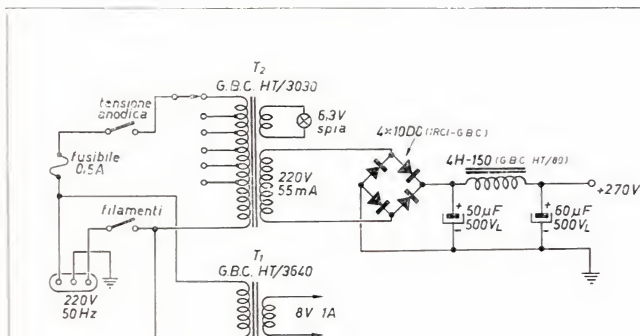 T2
G.B.C. HT/3030
tensione
anodica
6,3V
spia
4×10DC (IRCI-G.B.C)
fusibile
0,5A
220V
55mA
4H-150 (G.B.C. HT/80)
+270V
filamenti
+
50µF
500VL
-
+
60µF
500VL
-
220V
50Hz
T1
G.B.C. HT/3640
8V 1A